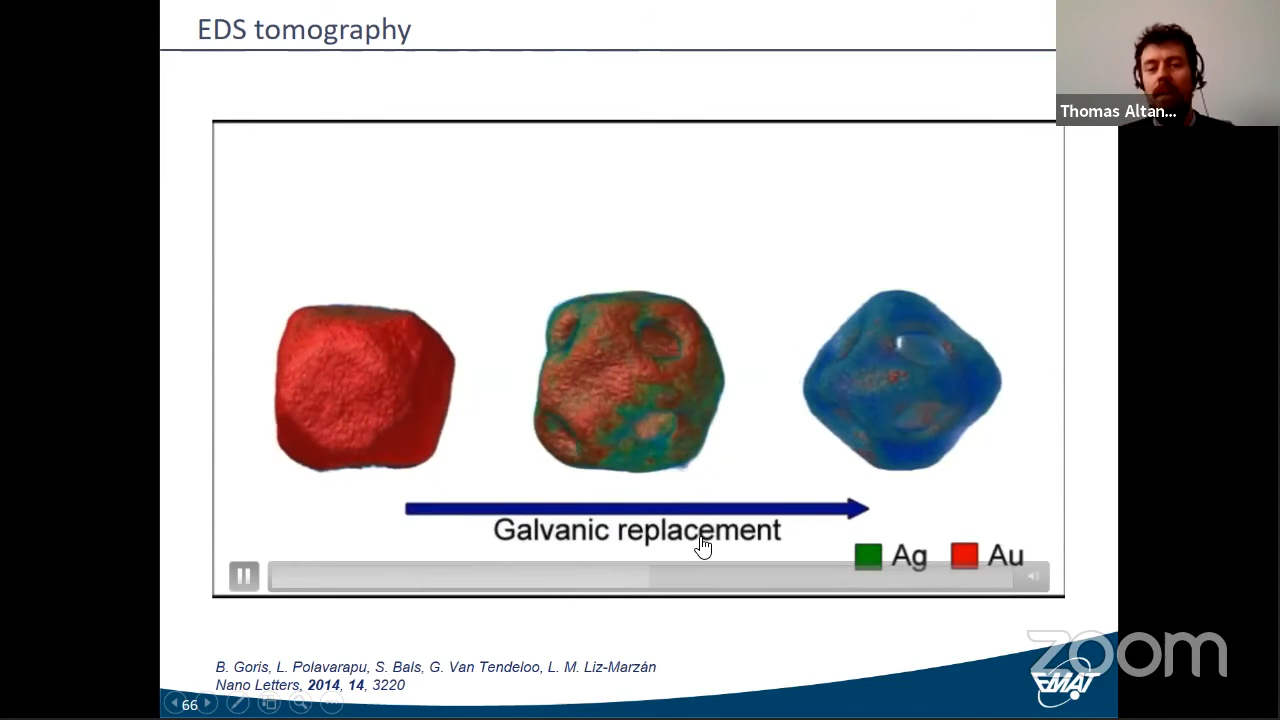 EDS tomography
Thomas Altan...
Galvanic replacement
Ag Au
B. Goris, L. Polavarapu, S. Bals, G. Van Tendeloo, L. M. Liz-Marzán
Nano Letters, 2014, 14, 3220
66
zoom
EMAT